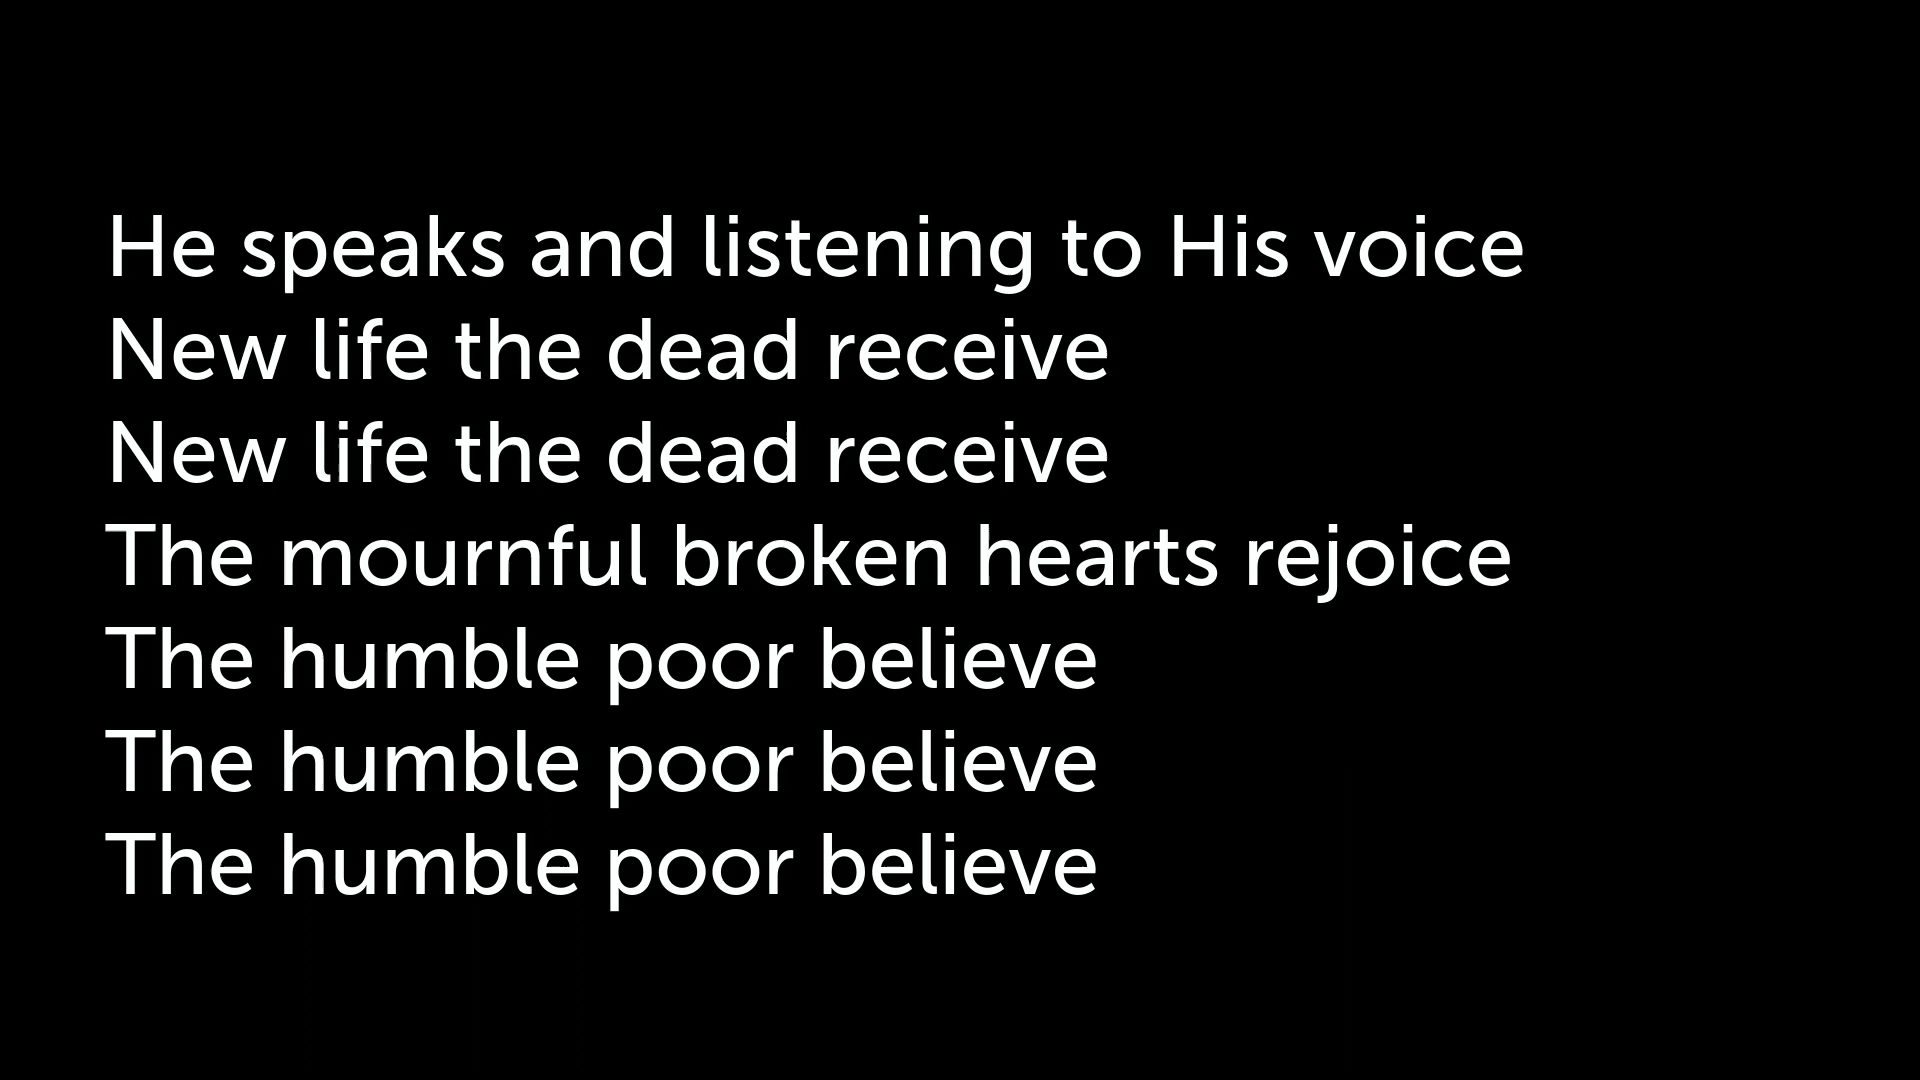 He speaks and listening to His voice
New life the dead receive
New life the dead receive
The mournful broken hearts rejoice
The humble poor believe
The humble poor believe
The humble poor believe